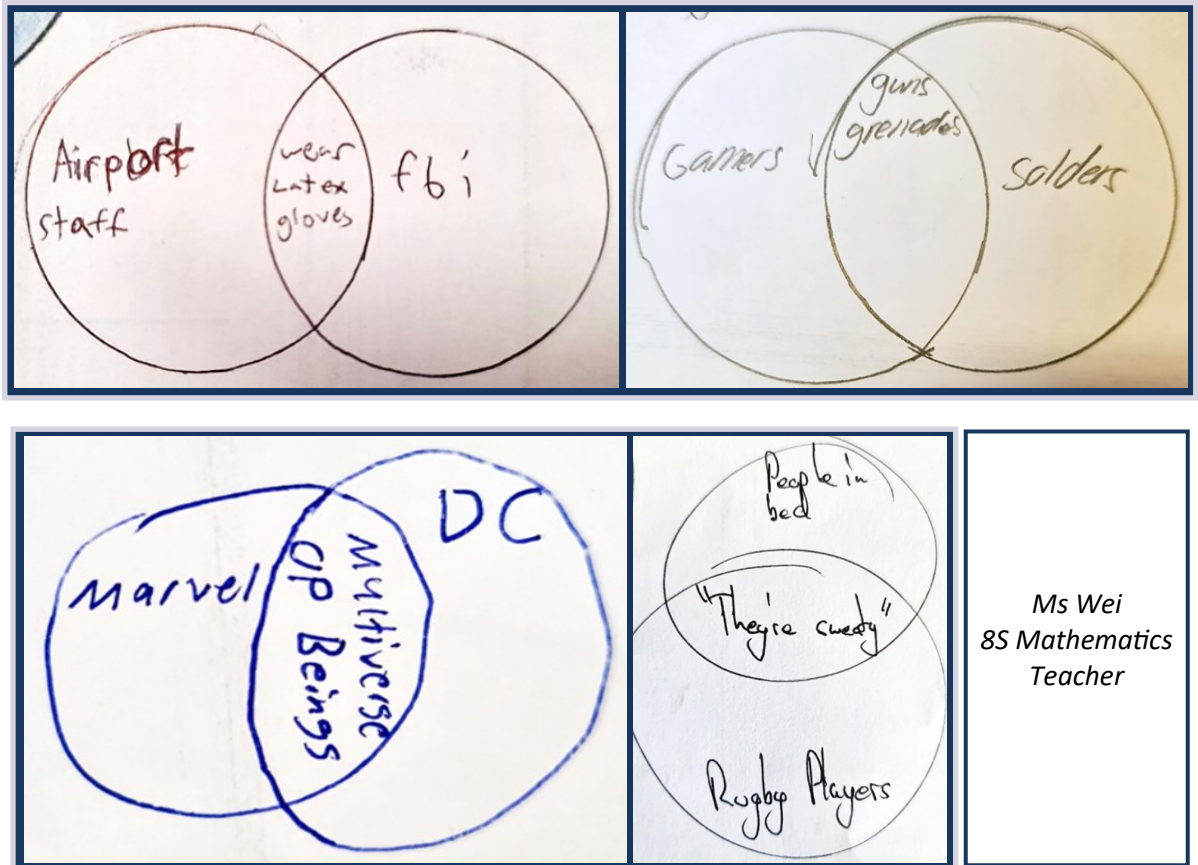 Airport
staff
wear
Latex
gloves
fbi
Gamers
guns
grenades
Solders
Marvel
Multiverse
OP Beings
DC
People in
bed
"They're sweaty"
Rugby Players
Ms Wei
8S Mathematics
Teacher